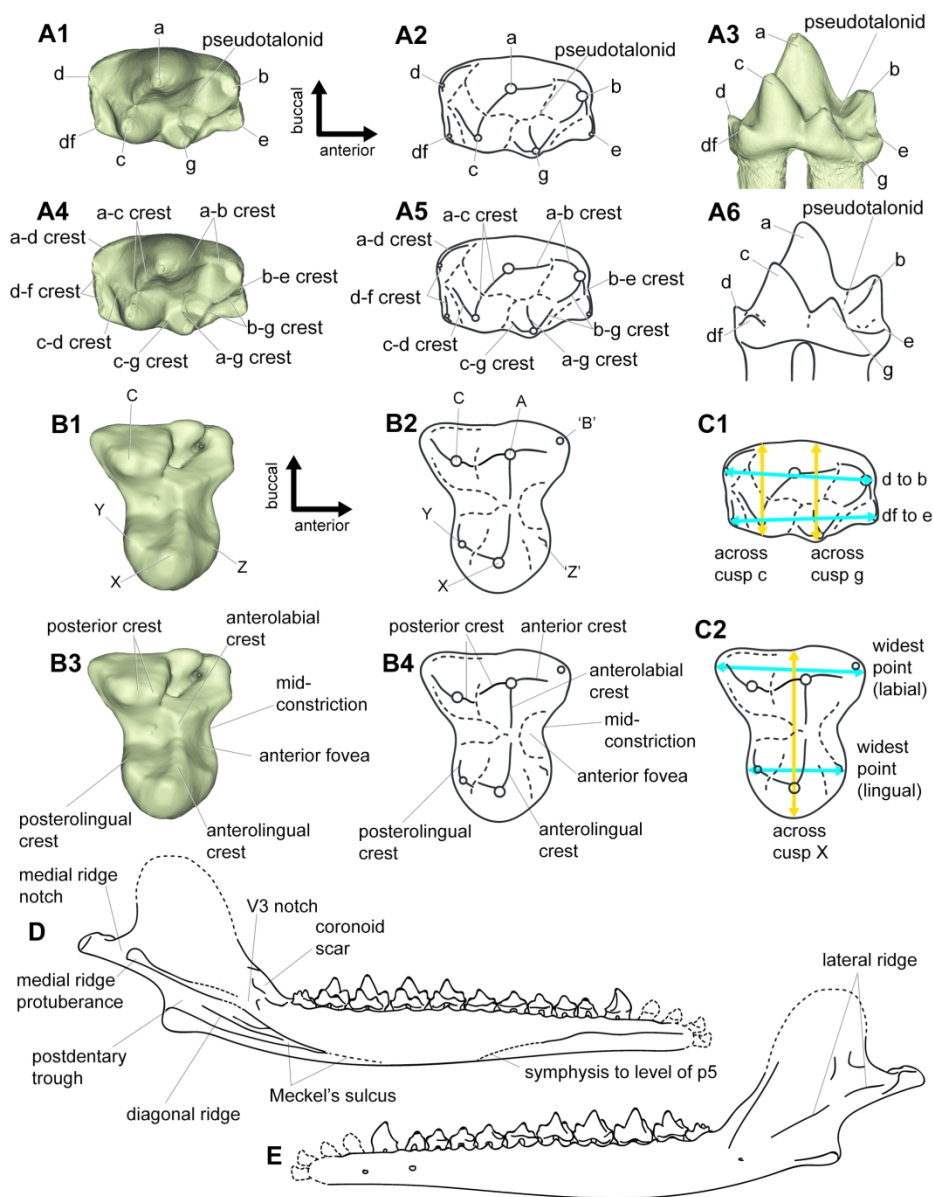 A1
a
pseudotalonid
d
b
df
c
g
e
buccal
anterior
A2
a
pseudotalonid
d
b
df
c
g
e
A3
a
pseudotalonid
c
b
d
df
e
g
A4
a-c crest
a-b crest
a-d crest
d-f crest
b-e crest
c-d crest
b-g crest
c-g crest
a-g crest
A5
a-c crest
a-b crest
a-d crest
d-f crest
b-e crest
c-d crest
b-g crest
c-g crest
a-g crest
A6
pseudotalonid
a
c
b
d
df
e
g
B1
C
Y
X
Z
buccal
anterior
B2
C
A
'B'
Y
X
'Z'
C1
d to b
df to e
across
cusp c
across
cusp g
B3
posterior crest
anterolabial
crest
mid-
constriction
anterior fovea
posterolingual
crest
anterolingual
crest
B4
posterior crest
anterior crest
anterolabial
crest
mid-
constriction
anterior fovea
posterolingual
crest
anterolingual
crest
C2
widest
point
(labial)
widest
point
(lingual)
across
cusp X
D
medial ridge
notch
V3 notch
coronoid
scar
medial ridge
protuberance
postdentary
trough
diagonal ridge
Meckel's sulcus
symphysis to level of p5
lateral ridge
E